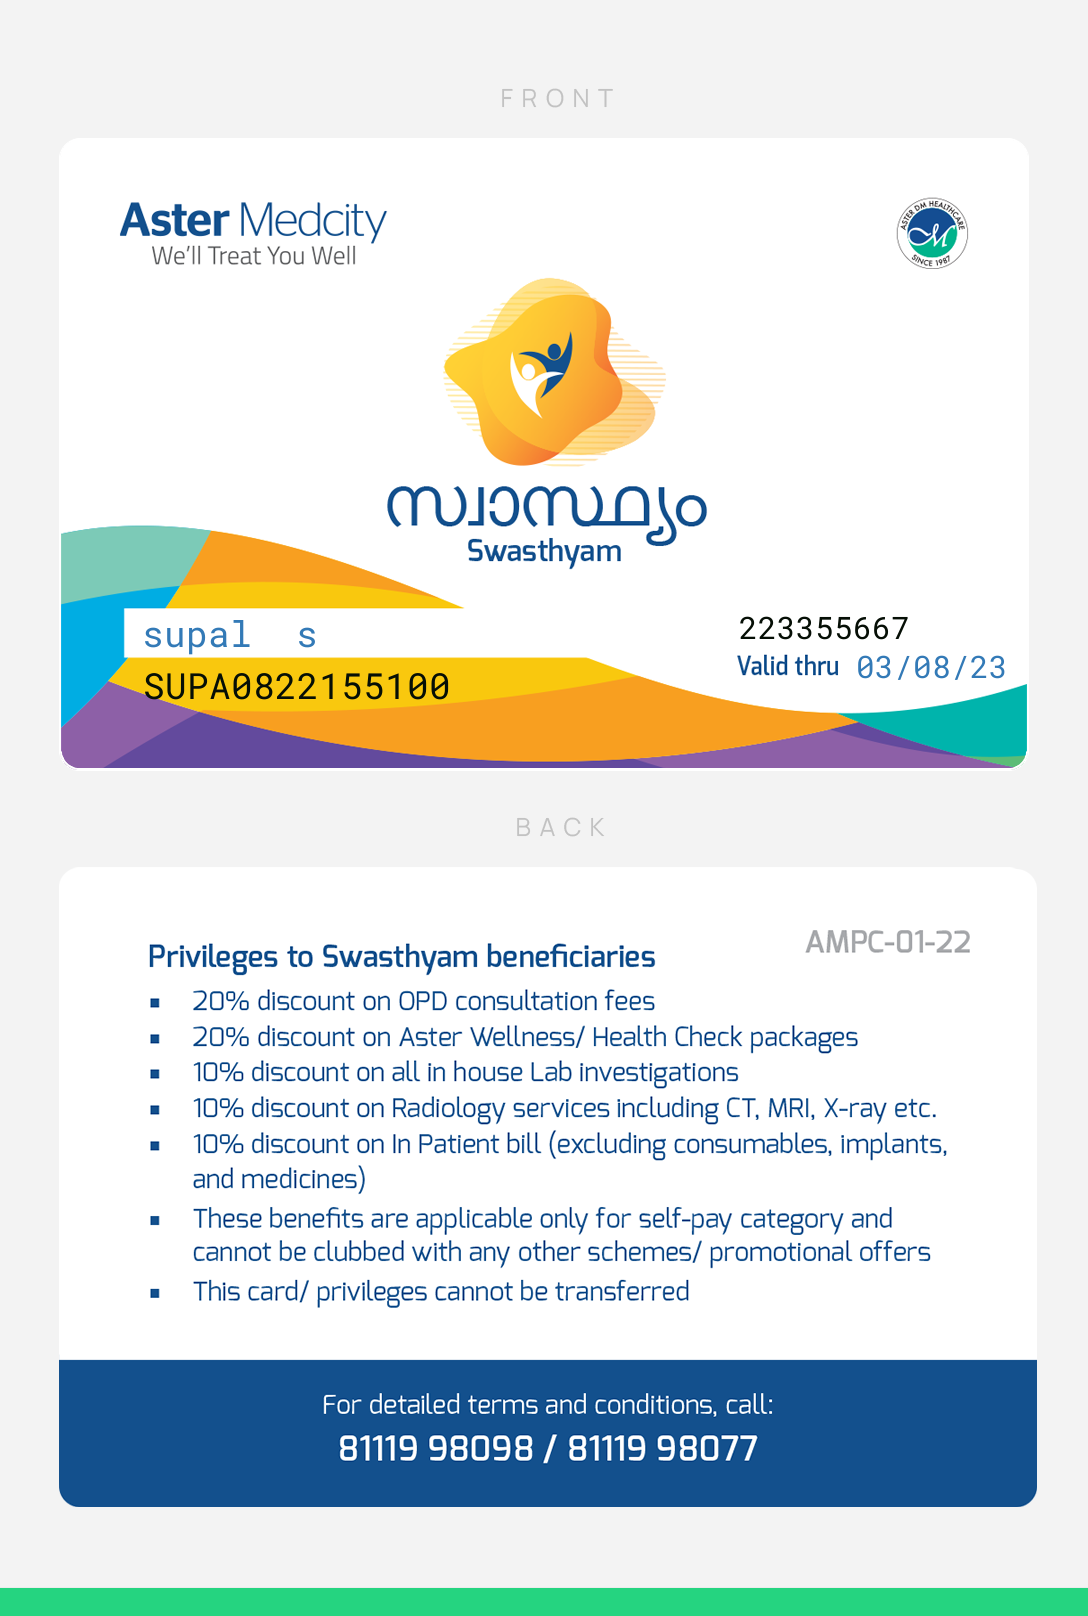 FRONT
Aster Medcity
We'll Treat You Well
ASTER DM HEALTHCARE
SINCE 1987
സ്വാസ്ഥ്യം
Swasthyam
supal  s
SUPA0822155100
223355667
Valid thru 03/08/23
BACK
AMPC-01-22
Privileges to Swasthyam beneficiaries
▪ 20% discount on OPD consultation fees
▪ 20% discount on Aster Wellness/ Health Check packages
▪ 10% discount on all in house Lab investigations
▪ 10% discount on Radiology services including CT, MRI, X-ray etc.
▪ 10% discount on In Patient bill (excluding consumables, implants,
and medicines)
▪ These benefits are applicable only for self-pay category and
cannot be clubbed with any other schemes/ promotional offers
▪ This card/ privileges cannot be transferred
For detailed terms and conditions, call:
81119 98098 / 81119 98077